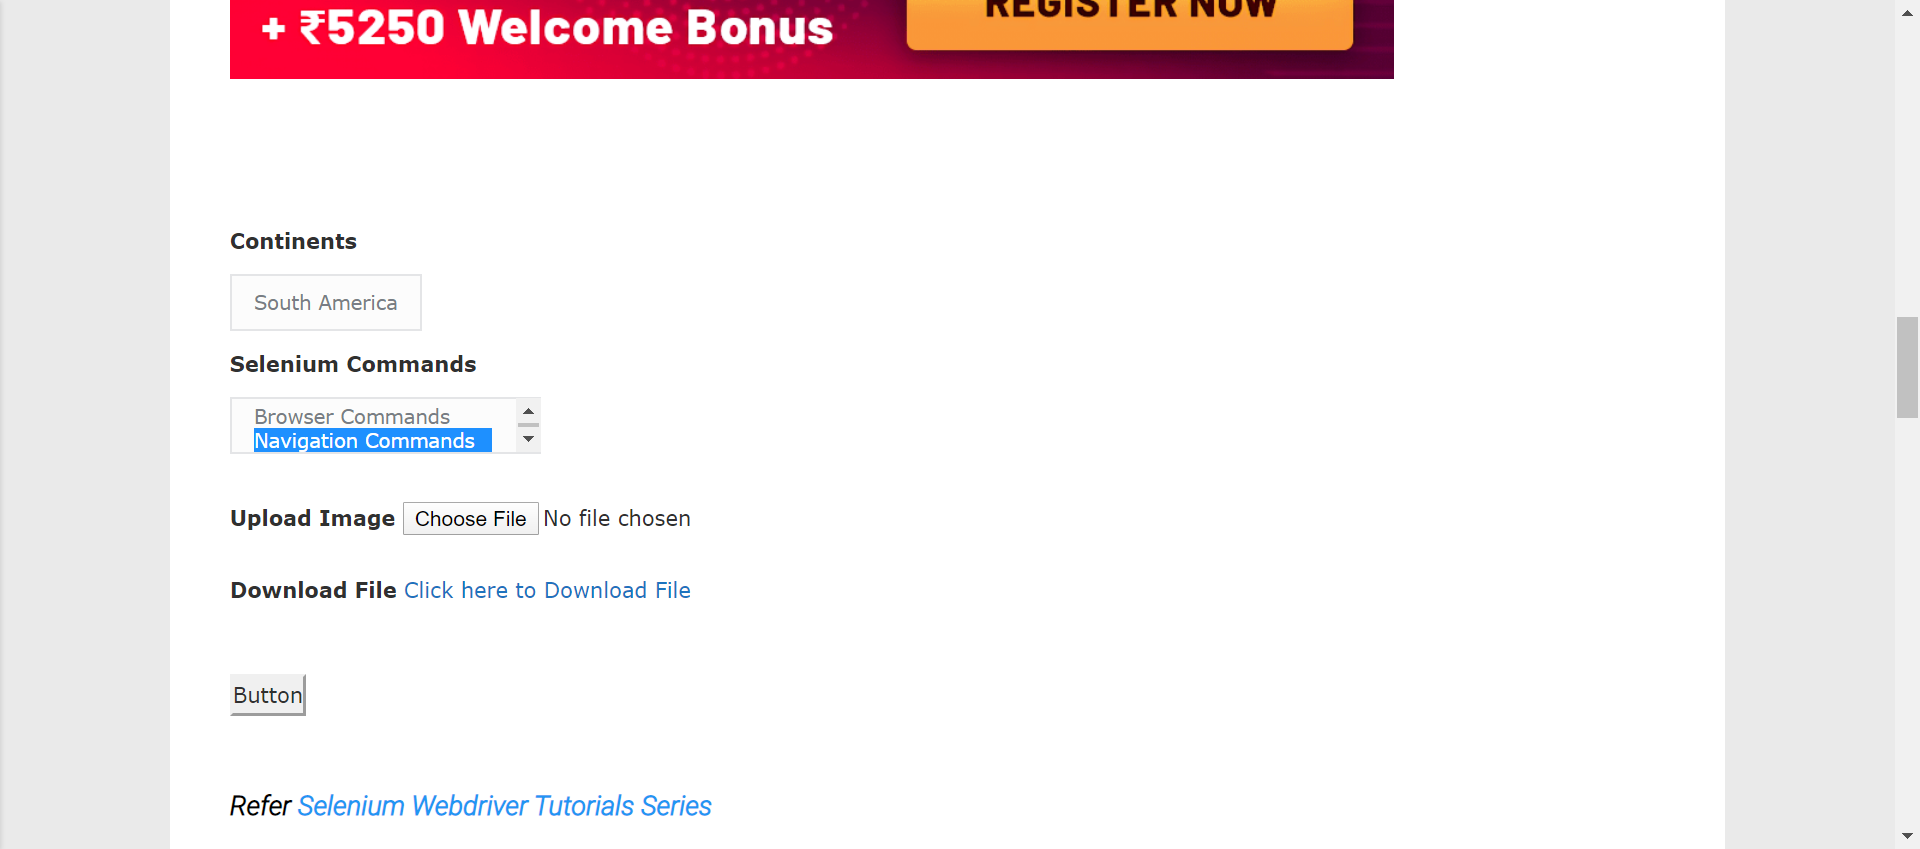 REGISTER NOW
+ ₹5250 Welcome Bonus
Continents
South America
Selenium Commands
Browser Commands
Navigation Commands
Upload Image Choose File No file chosen
Download File Click here to Download File
Button
Refer Selenium Webdriver Tutorials Series